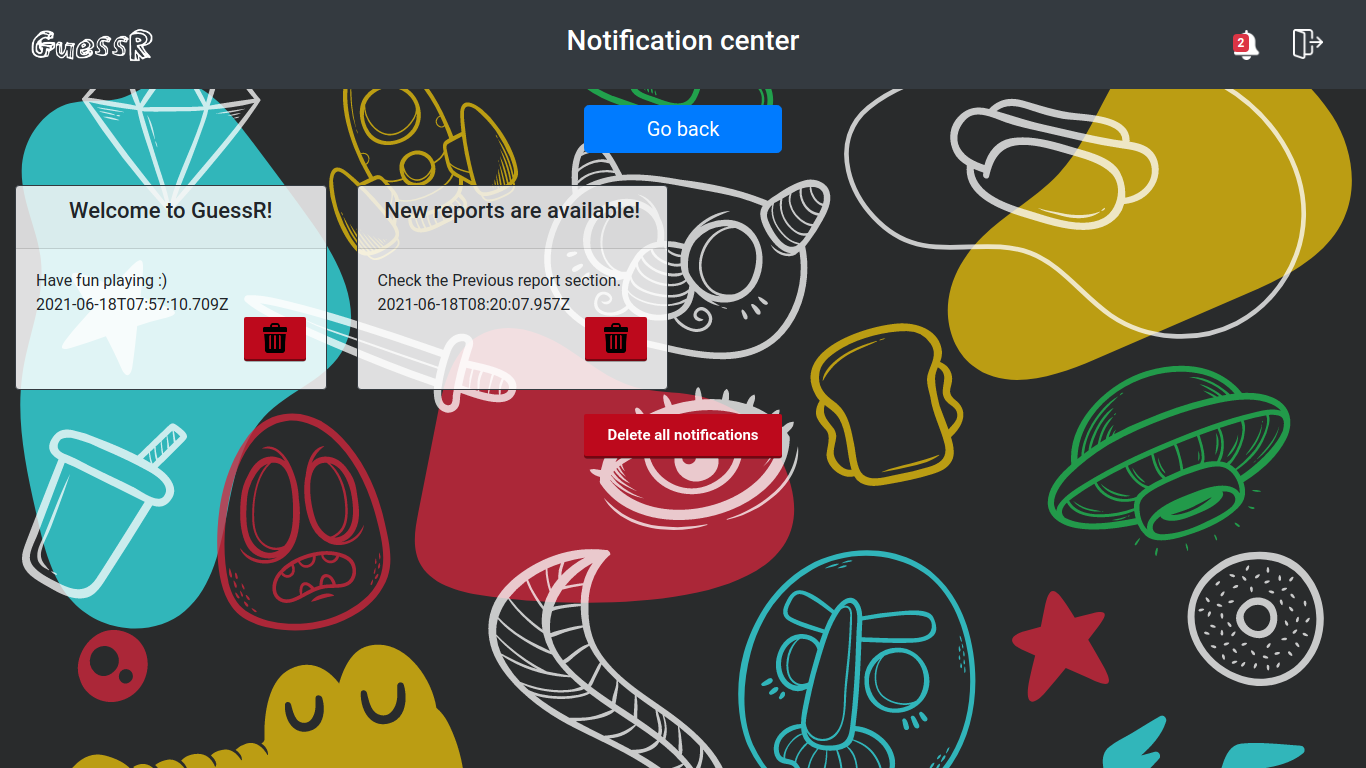 GuessR
Notification center
2
Go back
Welcome to GuessR!
Have fun playing :)
2021-06-18T07:57:10.709Z
New reports are available!
Check the Previous report section.
2021-06-18T08:20:07.957Z
Delete all notifications